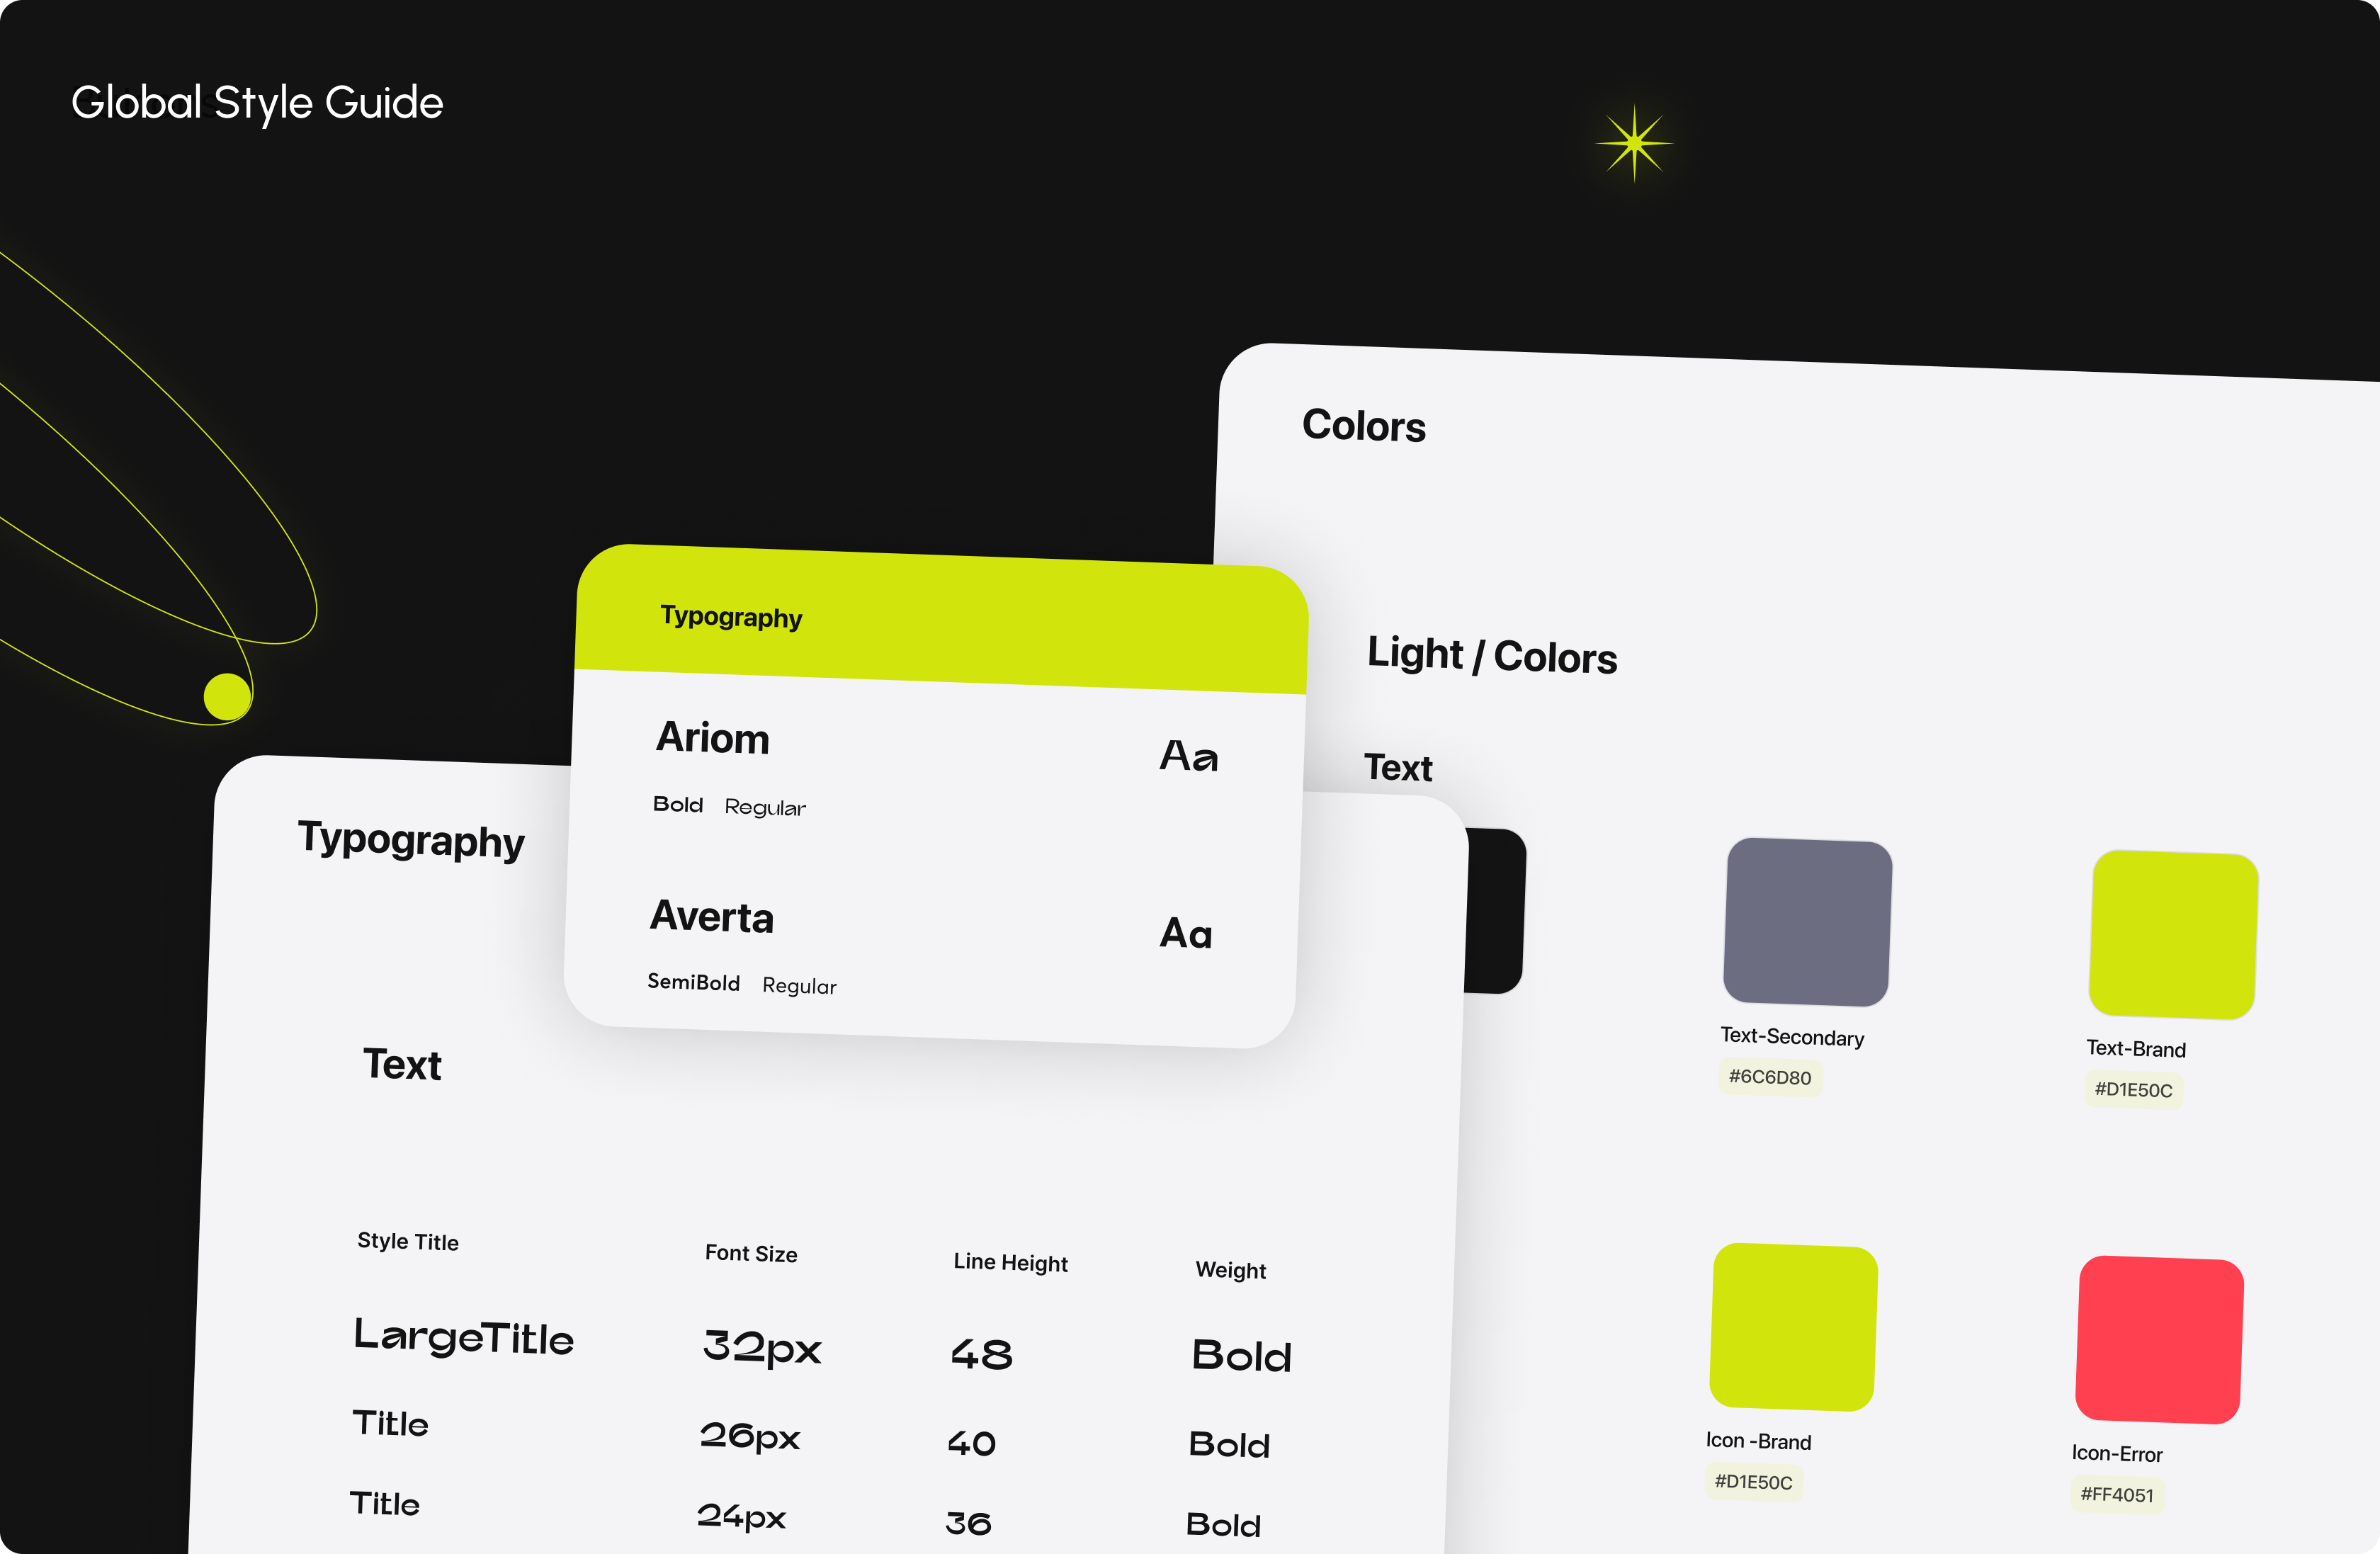 Global Style Guide
Colors
Light / Colors
Text
Text-Secondary
#6C6D80
Text-Brand
#D1E50C
Icon -Brand
#D1E50C
Icon-Error
#FF4051
Typography
Ariom
Aa
Bold Regular
Averta
Aa
SemiBold Regular
Typography
Text
Style Title Font Size Line Height Weight
LargeTitle 32px 48 Bold
Title 26px 40 Bold
Title 24px 36 Bold